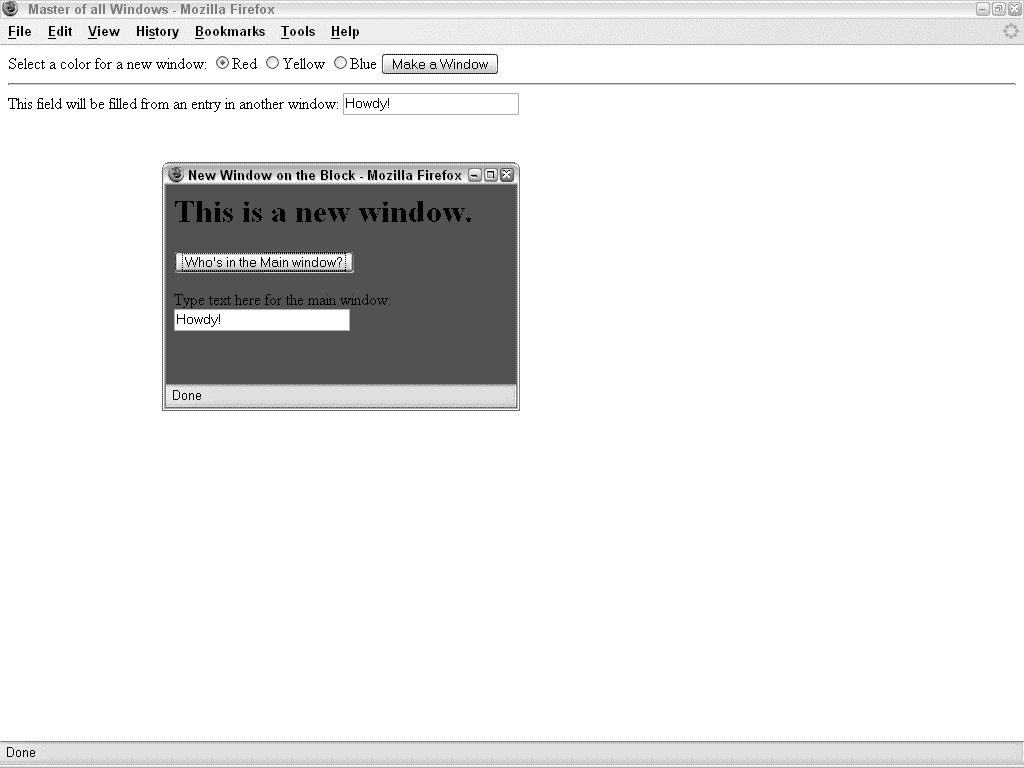 Master of all Windows - Mozilla Firefox
File Edit View History Bookmarks Tools Help
Select a color for a new window: Red Yellow Blue Make a Window
This field will be filled from an entry in another window: Howdy!
New Window on the Block - Mozilla Firefox
This is a new window.
Who's in the Main window?
Type text here for the main window:
Howdy!
Done
Done